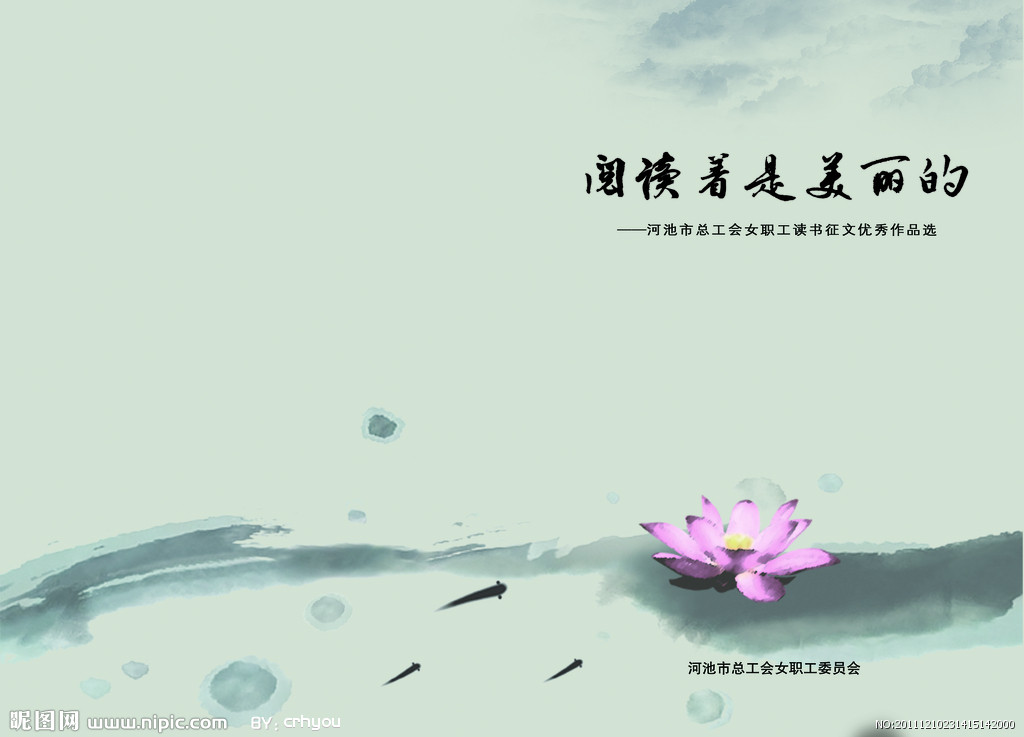 阅读着是美丽的
——河池市总工会女职工读书征文优秀作品选
河池市总工会女职工委员会
昵图网 www.nipic.com BY: crhyou
NO:20111210231415142000